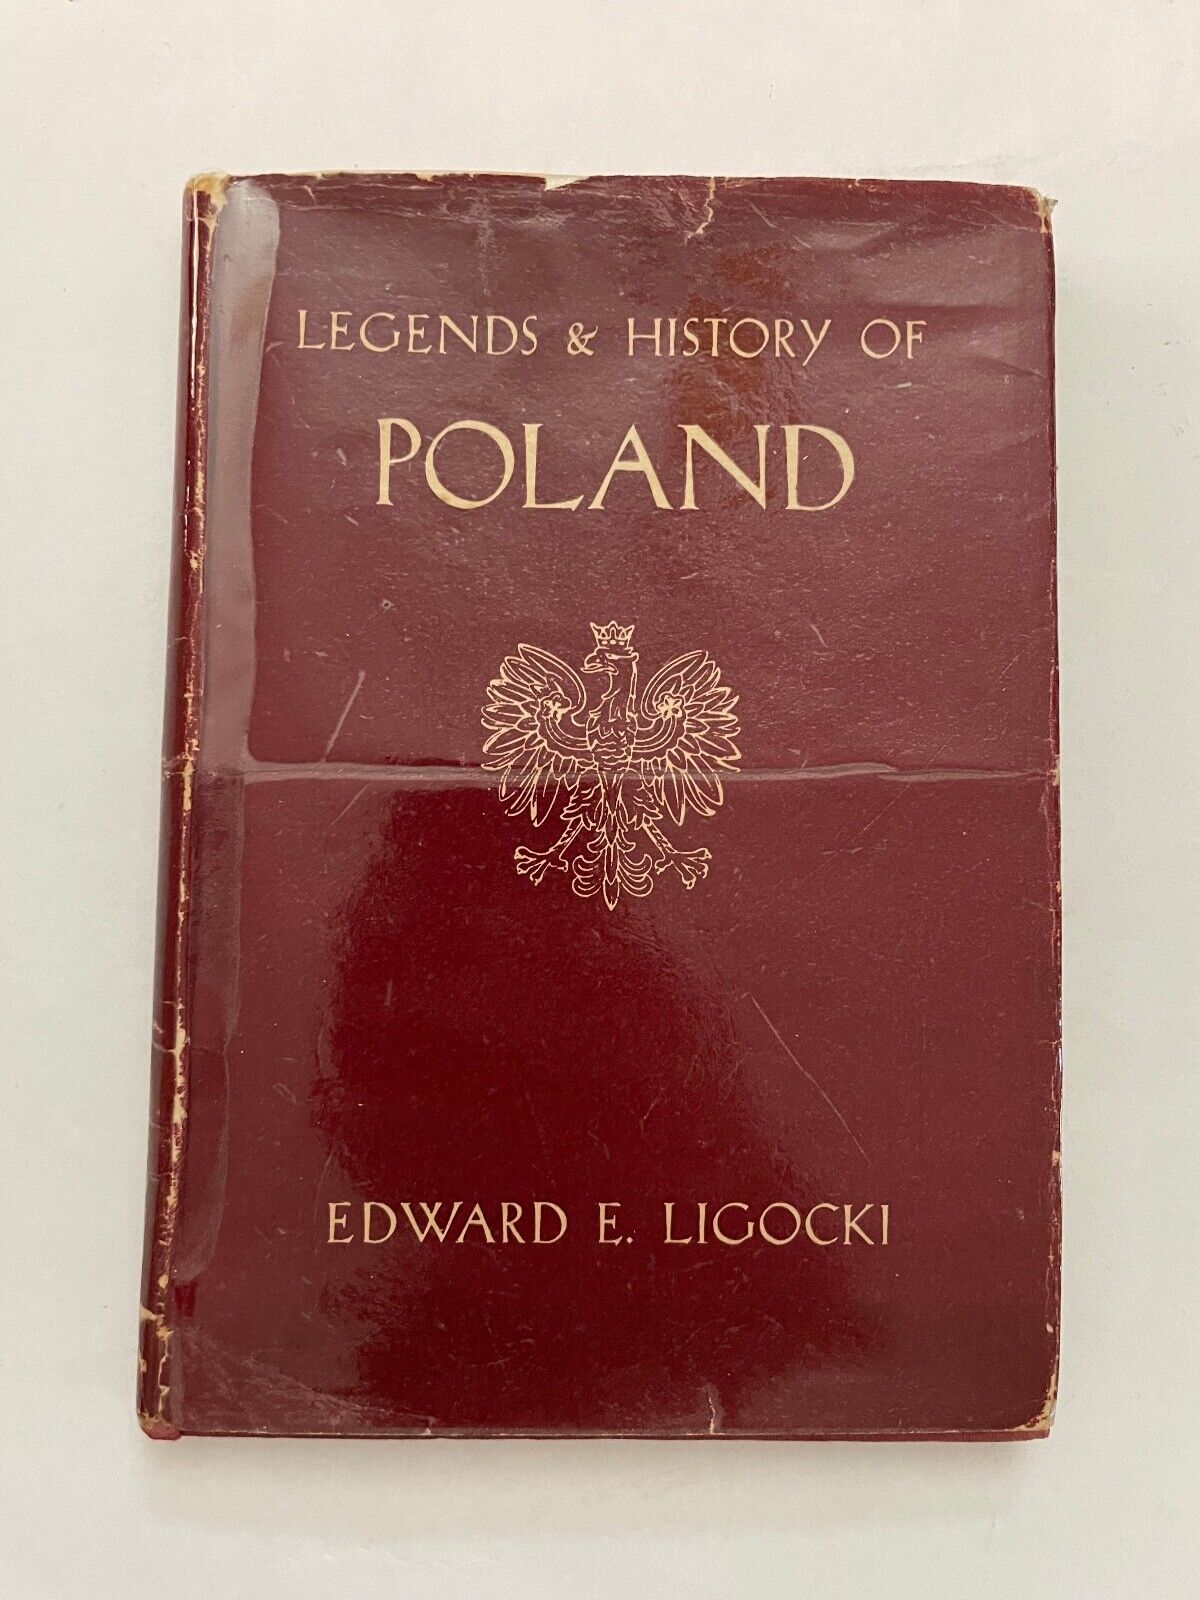 LEGENDS & HISTORY OF
POLAND
EDWARD E. LIGOCKI